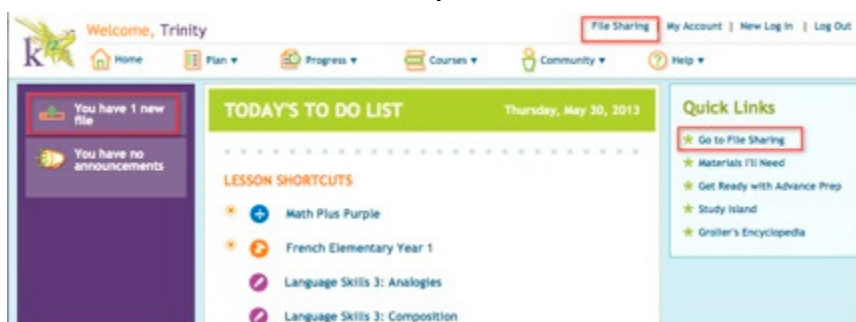 Welcome, Trinity
File Sharing My Account | New Log In | Log Out
k12
Home Plan ▾ Progress ▾ Courses ▾ Community ▾ Help ▾
You have 1 new
file
You have no
announcements
TODAY'S TO DO LIST Thursday, May 30, 2013
LESSON SHORTCUTS
Math Plus Purple
French Elementary Year 1
Language Skills 3: Analogies
Language Skills 3: Composition
Quick Links
Go to File Sharing
Materials I'll Need
Get Ready with Advance Prep
Study Island
Grolier's Encyclopedia